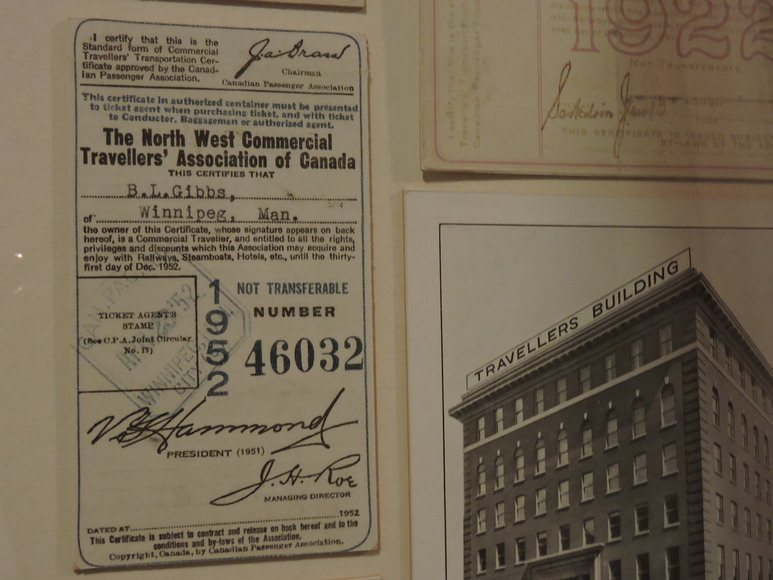 I certify that this is the
Standard form of Commercial
Travellers' Transportation Cer-
tificate approved by the Canad-
ian Passenger Association.
Chairman
Canadian Passenger Association
This certificate in authorized container must be presented
to ticket agent when purchasing ticket, and with ticket
to Conductor, Baggageman or authorized agent.
The North West Commercial
Travellers' Association of Canada
THIS CERTIFIES THAT
B.L.Gibbs,
of Winnipeg, Man.
the owner of this Certificate, whose signature appears on back
hereof, is a Commercial Traveler, and entitled to all the rights,
privileges and discounts which this Association may acquire and
enjoy with Railways, Steamboats, Hotels, etc., until the thirty-
first day of Dec. 1952.
TICKET AGENT'S
STAMP
(See C.P.A. Joint Circular
No. 17)
CAN. PAC.
52
WINNIPEG
CITY
1952
NOT TRANSFERABLE
NUMBER
46032
Hammond
PRESIDENT (1951)
J.H. Roe
MANAGING DIRECTOR
DATED AT 1952
This Certificate is subject to contract and release on back hereof and to the
conditions and by-laws of the Association.
Copyright, Canada, by Canadian Passenger Association.
1922
NOT TRANSFERABLE
THIS CERTIFICATE IS ISSUED SUBJEC
TRAVELLERS BUILDING